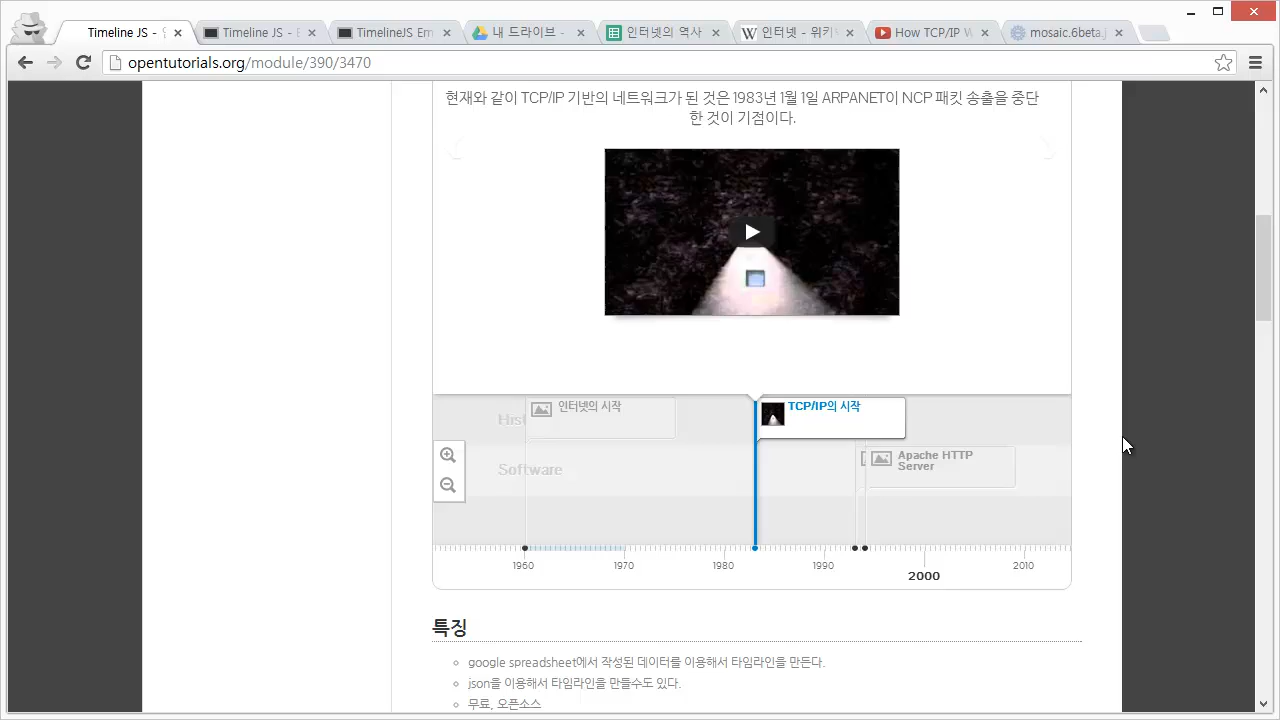 Timeline JS -
Timeline JS - E
TimelineJS Em
내 드라이브 -
인터넷의 역사
인터넷 - 위키
How TCP/IP W
mosaic.6beta.
opentutorials.org/module/390/3470
현재와 같이 TCP/IP 기반의 네트워크가 된 것은 1983년 1월 1일 ARPANET이 NCP 패킷 송출을 중단
한 것이 기점이다.
인터넷의 시작
TCP/IP의 시작
Hist
Software
Apache HTTP
Server
1960
1970
1980
1990
2000
2010
특징
google spreadsheet에서 작성된 데이터를 이용해서 타임라인을 만든다.
json을 이용해서 타임라인을 만들수도 있다.
무료, 오픈소스